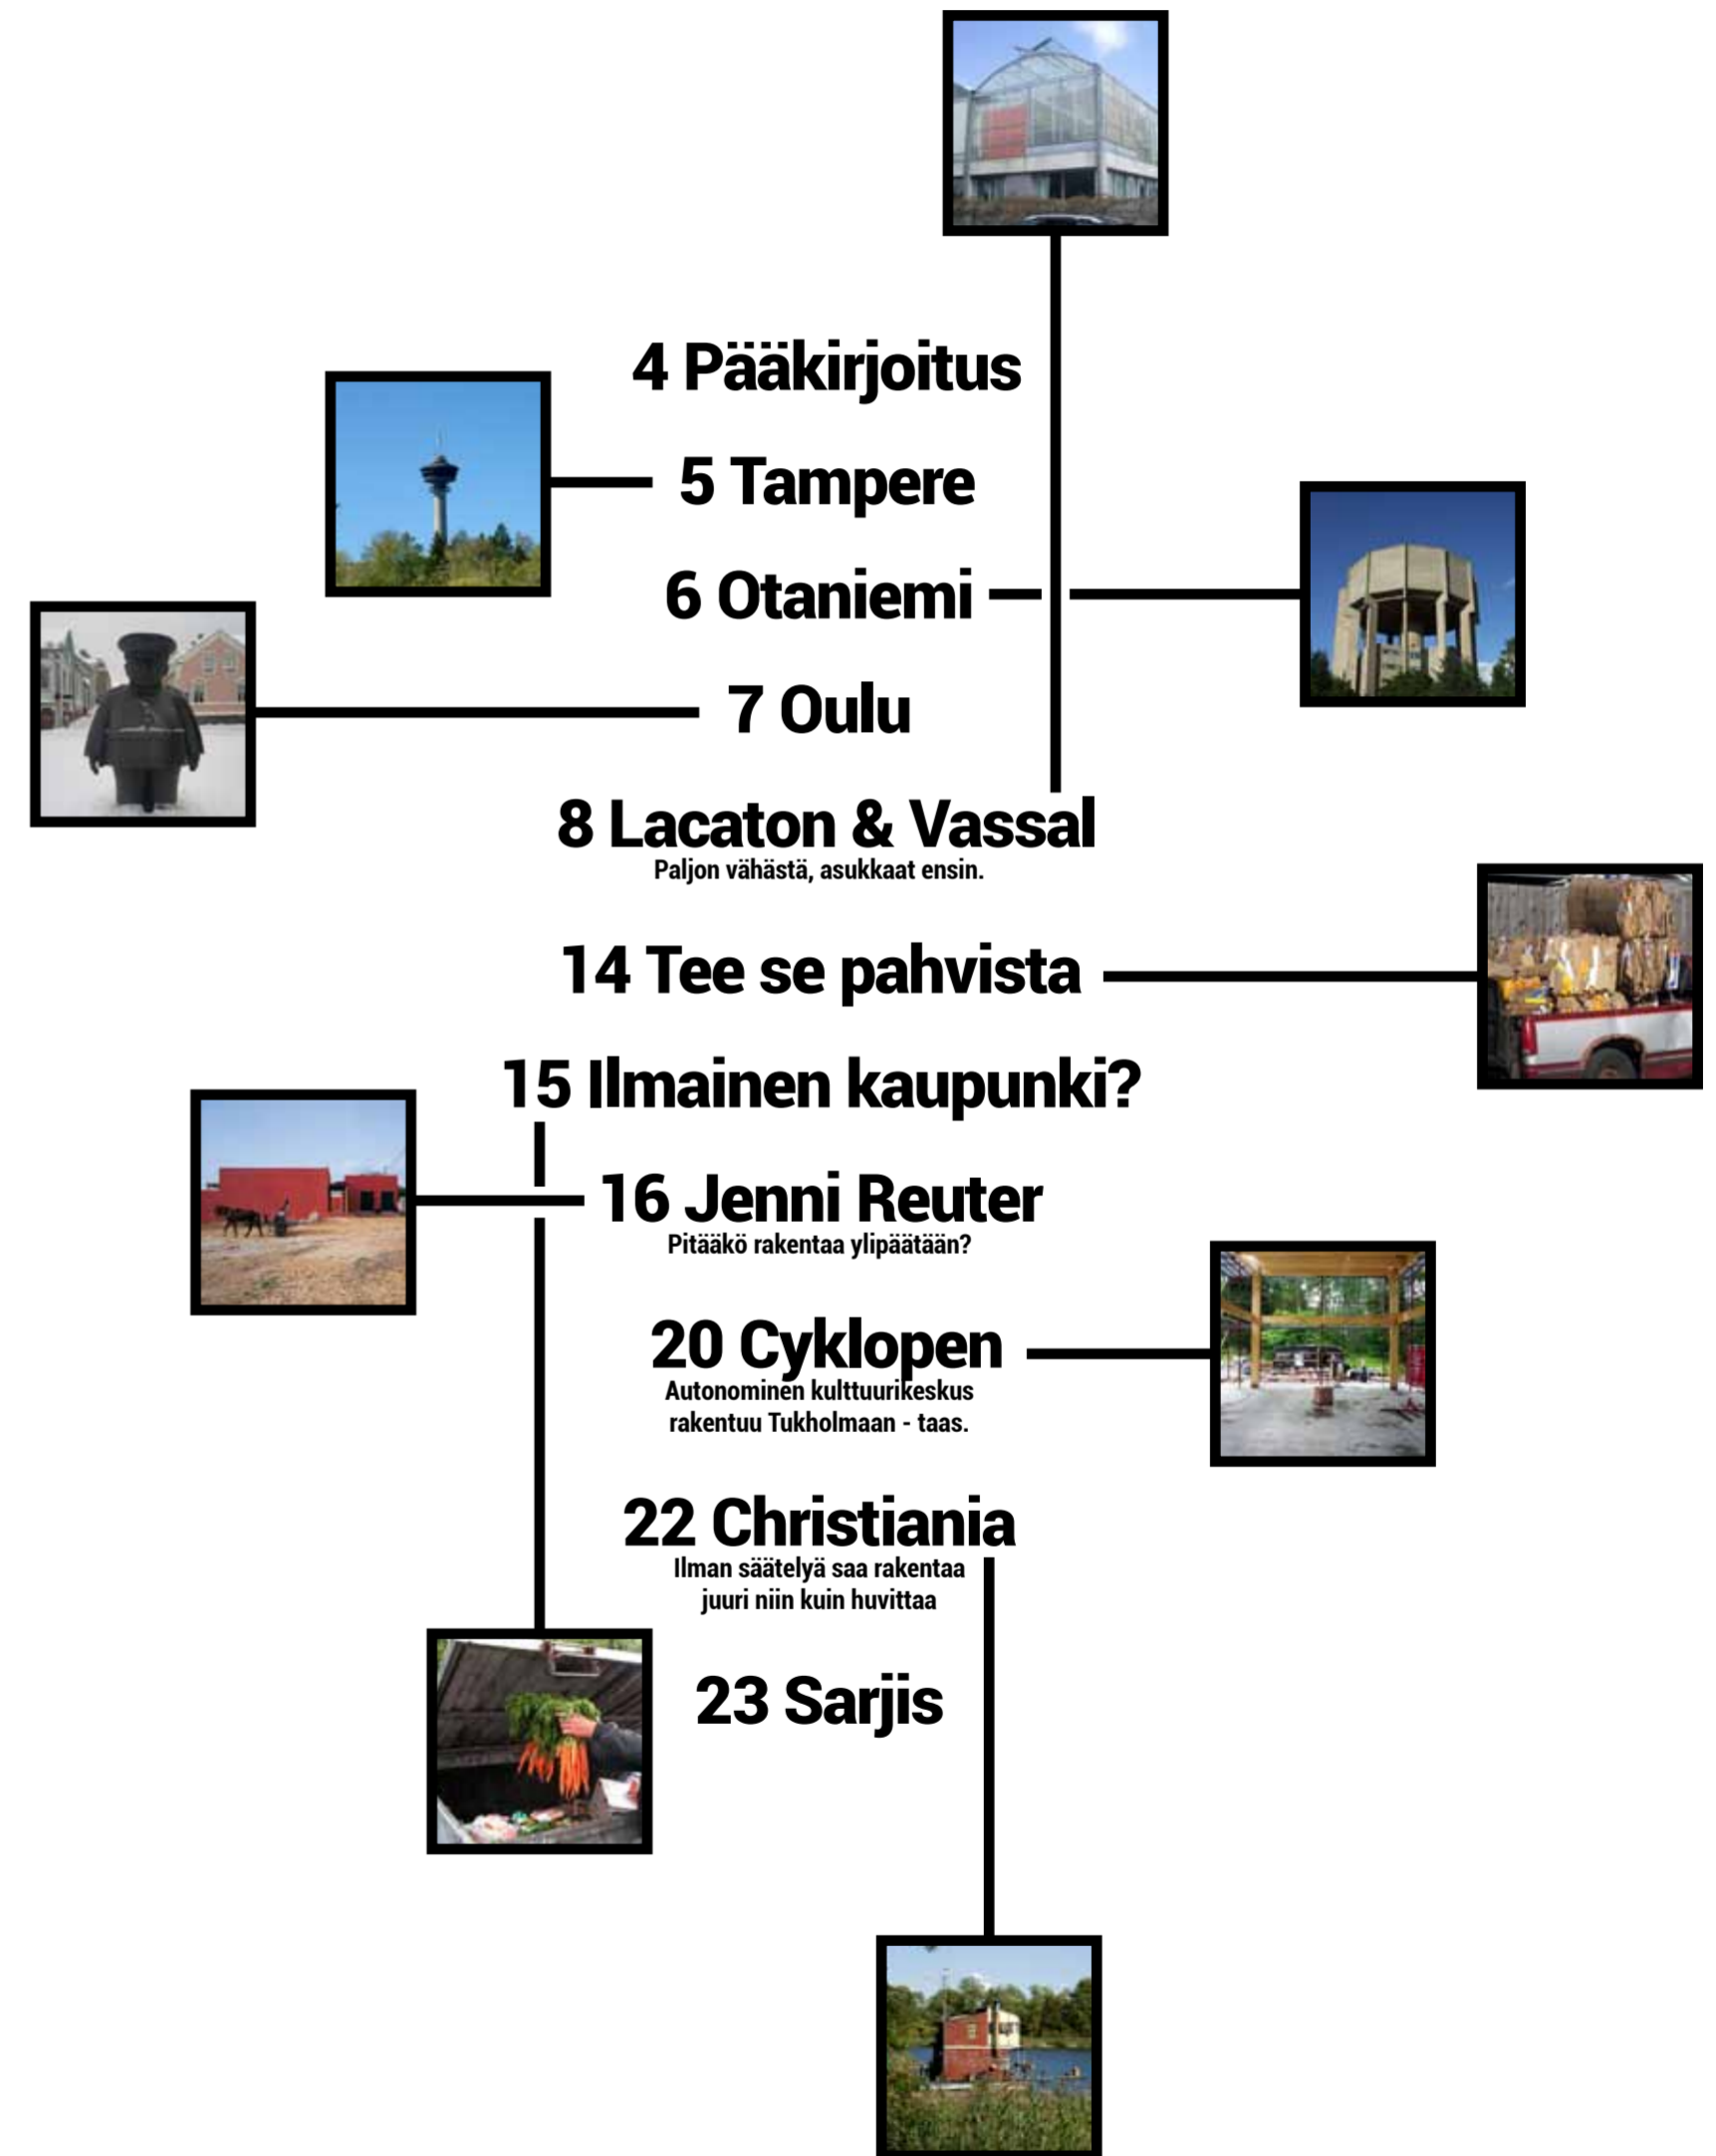 4 Pääkirjoitus
5 Tampere
6 Otaniemi
7 Oulu
8 Lacaton & Vassal
Paljon vähästä, asukkaat ensin.
14 Tee se pahvista
15 Ilmainen kaupunki?
16 Jenni Reuter
Pitääkö rakentaa ylipäätään?
20 Cyklopen
Autonominen kulttuurikeskus
rakentuu Tukholmaan - taas.
22 Christiania
Ilman säätelyä saa rakentaa
juuri niin kuin huvittaa
23 Sarjis